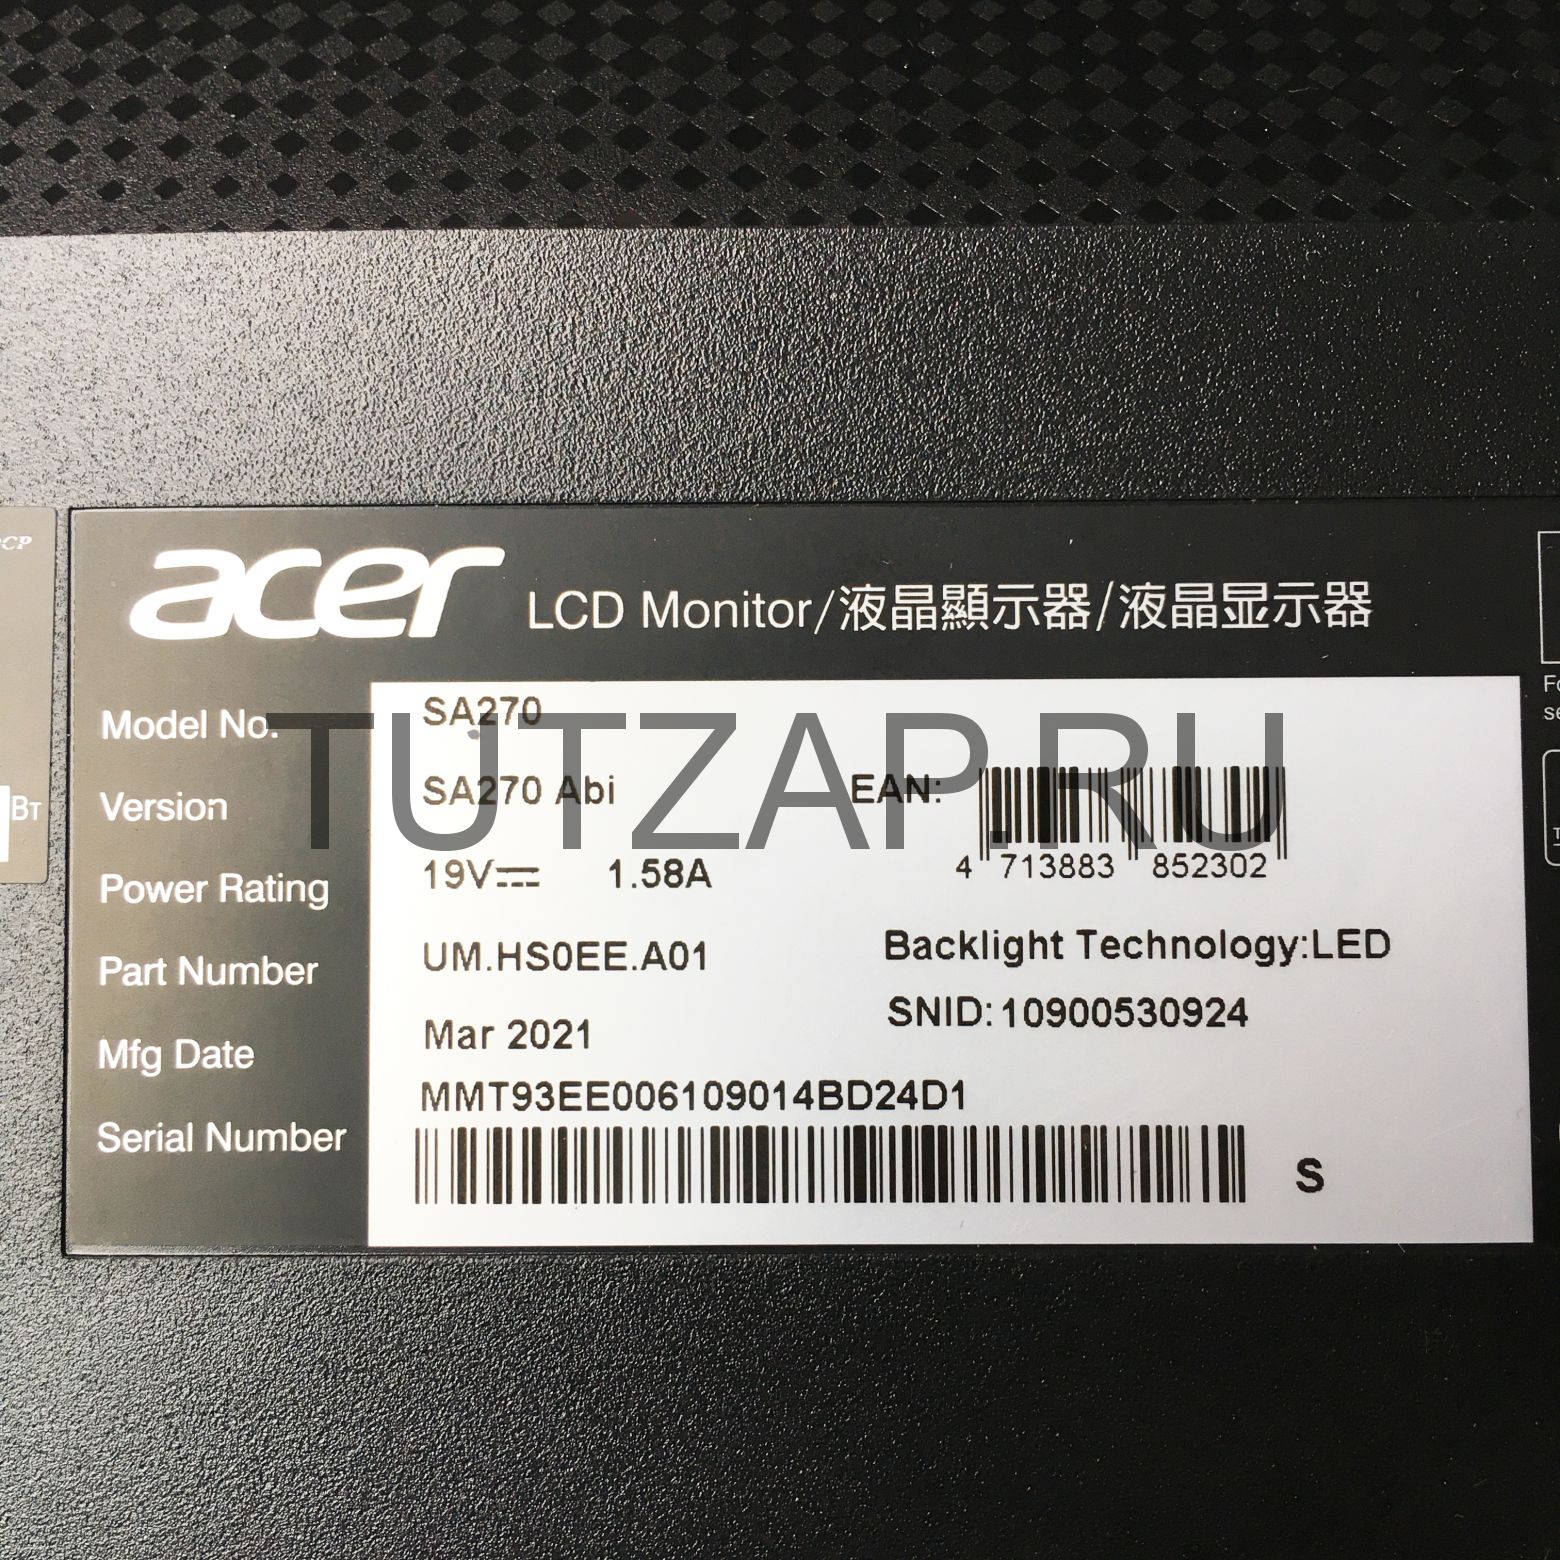 acer LCD Monitor/液晶顯示器/液晶显示器
Model No. SA270
Version SA270 Abi EAN:
4 713883 852302
Power Rating 19V 1.58A
Part Number UM.HS0EE.A01 Backlight Technology:LED
SNID:10900530924
Mfg Date Mar 2021
Serial Number MMT93EE006109014BD24D1
S
TUTZAP.RU
Вт